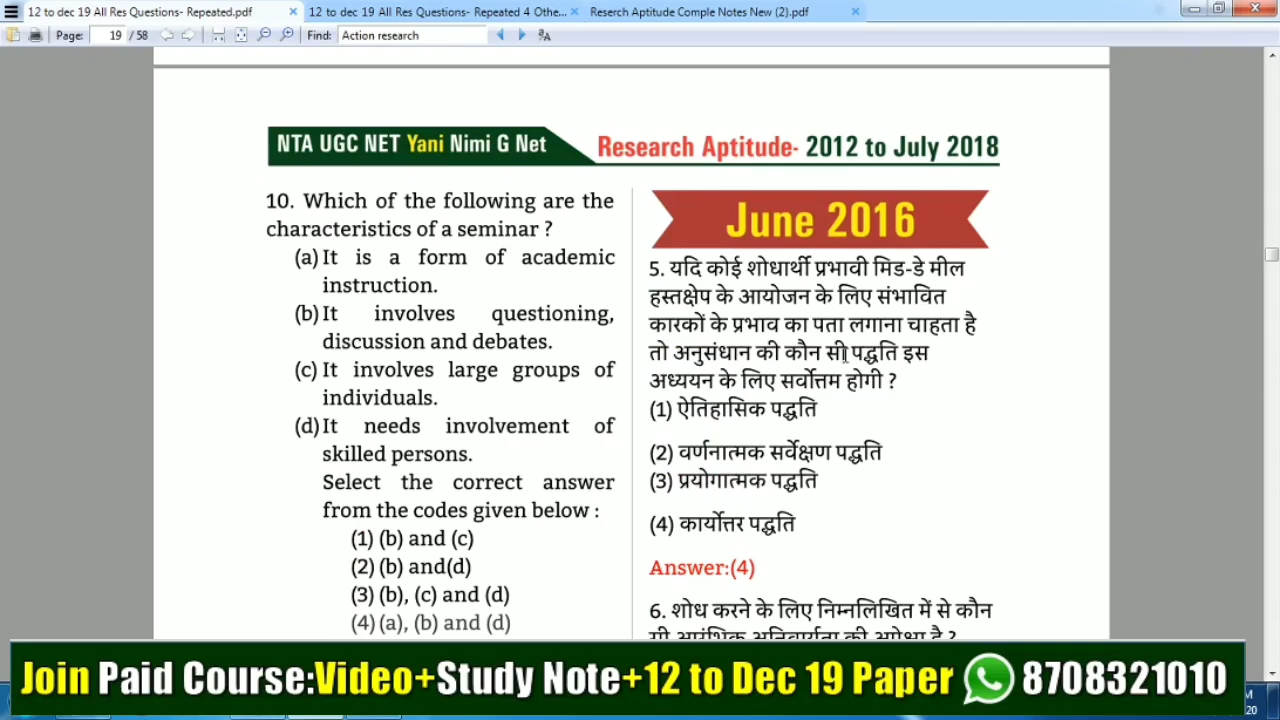 12 to dec 19 All Res Questions- Repeated.pdf
12 to dec 19 All Res Questions- Repeated 4 Othe...
Reserch Aptitude Comple Notes New (2).pdf
Page: 19 / 58 Find: Action research
NTA UGC NET Yani Nimi G Net
Research Aptitude- 2012 to July 2018
10. Which of the following are the
characteristics of a seminar ?
(a) It is a form of academic
instruction.
(b) It involves questioning,
discussion and debates.
(c) It involves large groups of
individuals.
(d) It needs involvement of
skilled persons.
Select the correct answer
from the codes given below :
(1) (b) and (c)
(2) (b) and(d)
(3) (b), (c) and (d)
(4) (a), (b) and (d)
June 2016
5. यदि कोई शोधार्थी प्रभावी मिड-डे मील
हस्तक्षेप के आयोजन के लिए संभावित
कारकों के प्रभाव का पता लगाना चाहता है
तो अनुसंधान की कौन सी पद्धति इस
अध्ययन के लिए सर्वोत्तम होगी ?
(1) ऐतिहासिक पद्धति
(2) वर्णनात्मक सर्वेक्षण पद्धति
(3) प्रयोगात्मक पद्धति
(4) कार्योत्तर पद्धति
Answer:(4)
6. शोध करने के लिए निम्नलिखित में से कौन
Join Paid Course:Video+Study Note+12 to Dec 19 Paper 8708321010